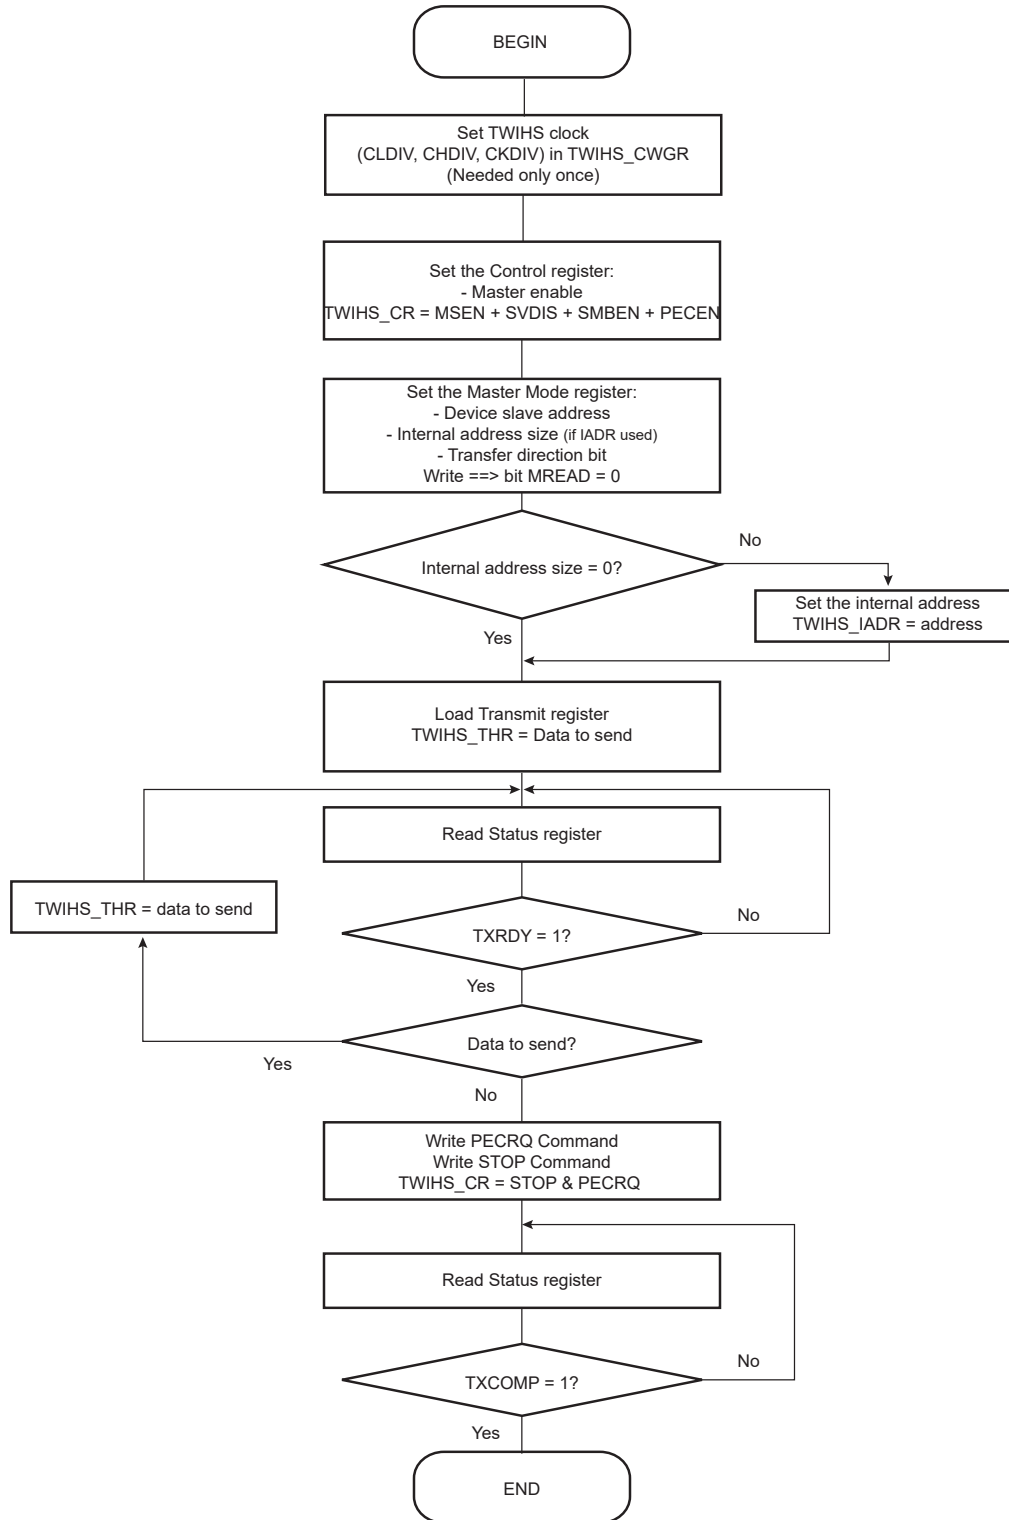 BEGIN
Set TWIHS clock
(CLDIV, CHDIV, CKDIV) in TWIHS_CWGR
(Needed only once)
Set the Control register:
- Master enable
TWIHS_CR = MSEN + SVDIS + SMBEN + PECEN
Set the Master Mode register:
- Device slave address
- Internal address size (if IADR used)
- Transfer direction bit
Write ==> bit MREAD = 0
Internal address size = 0?
No
Set the internal address
TWIHS_IADR = address
Yes
Load Transmit register
TWIHS_THR = Data to send
Read Status register
TWIHS_THR = data to send
TXRDY = 1?
No
Yes
Data to send?
Yes
No
Write PECRQ Command
Write STOP Command
TWIHS_CR = STOP & PECRQ
Read Status register
TXCOMP = 1?
No
Yes
END